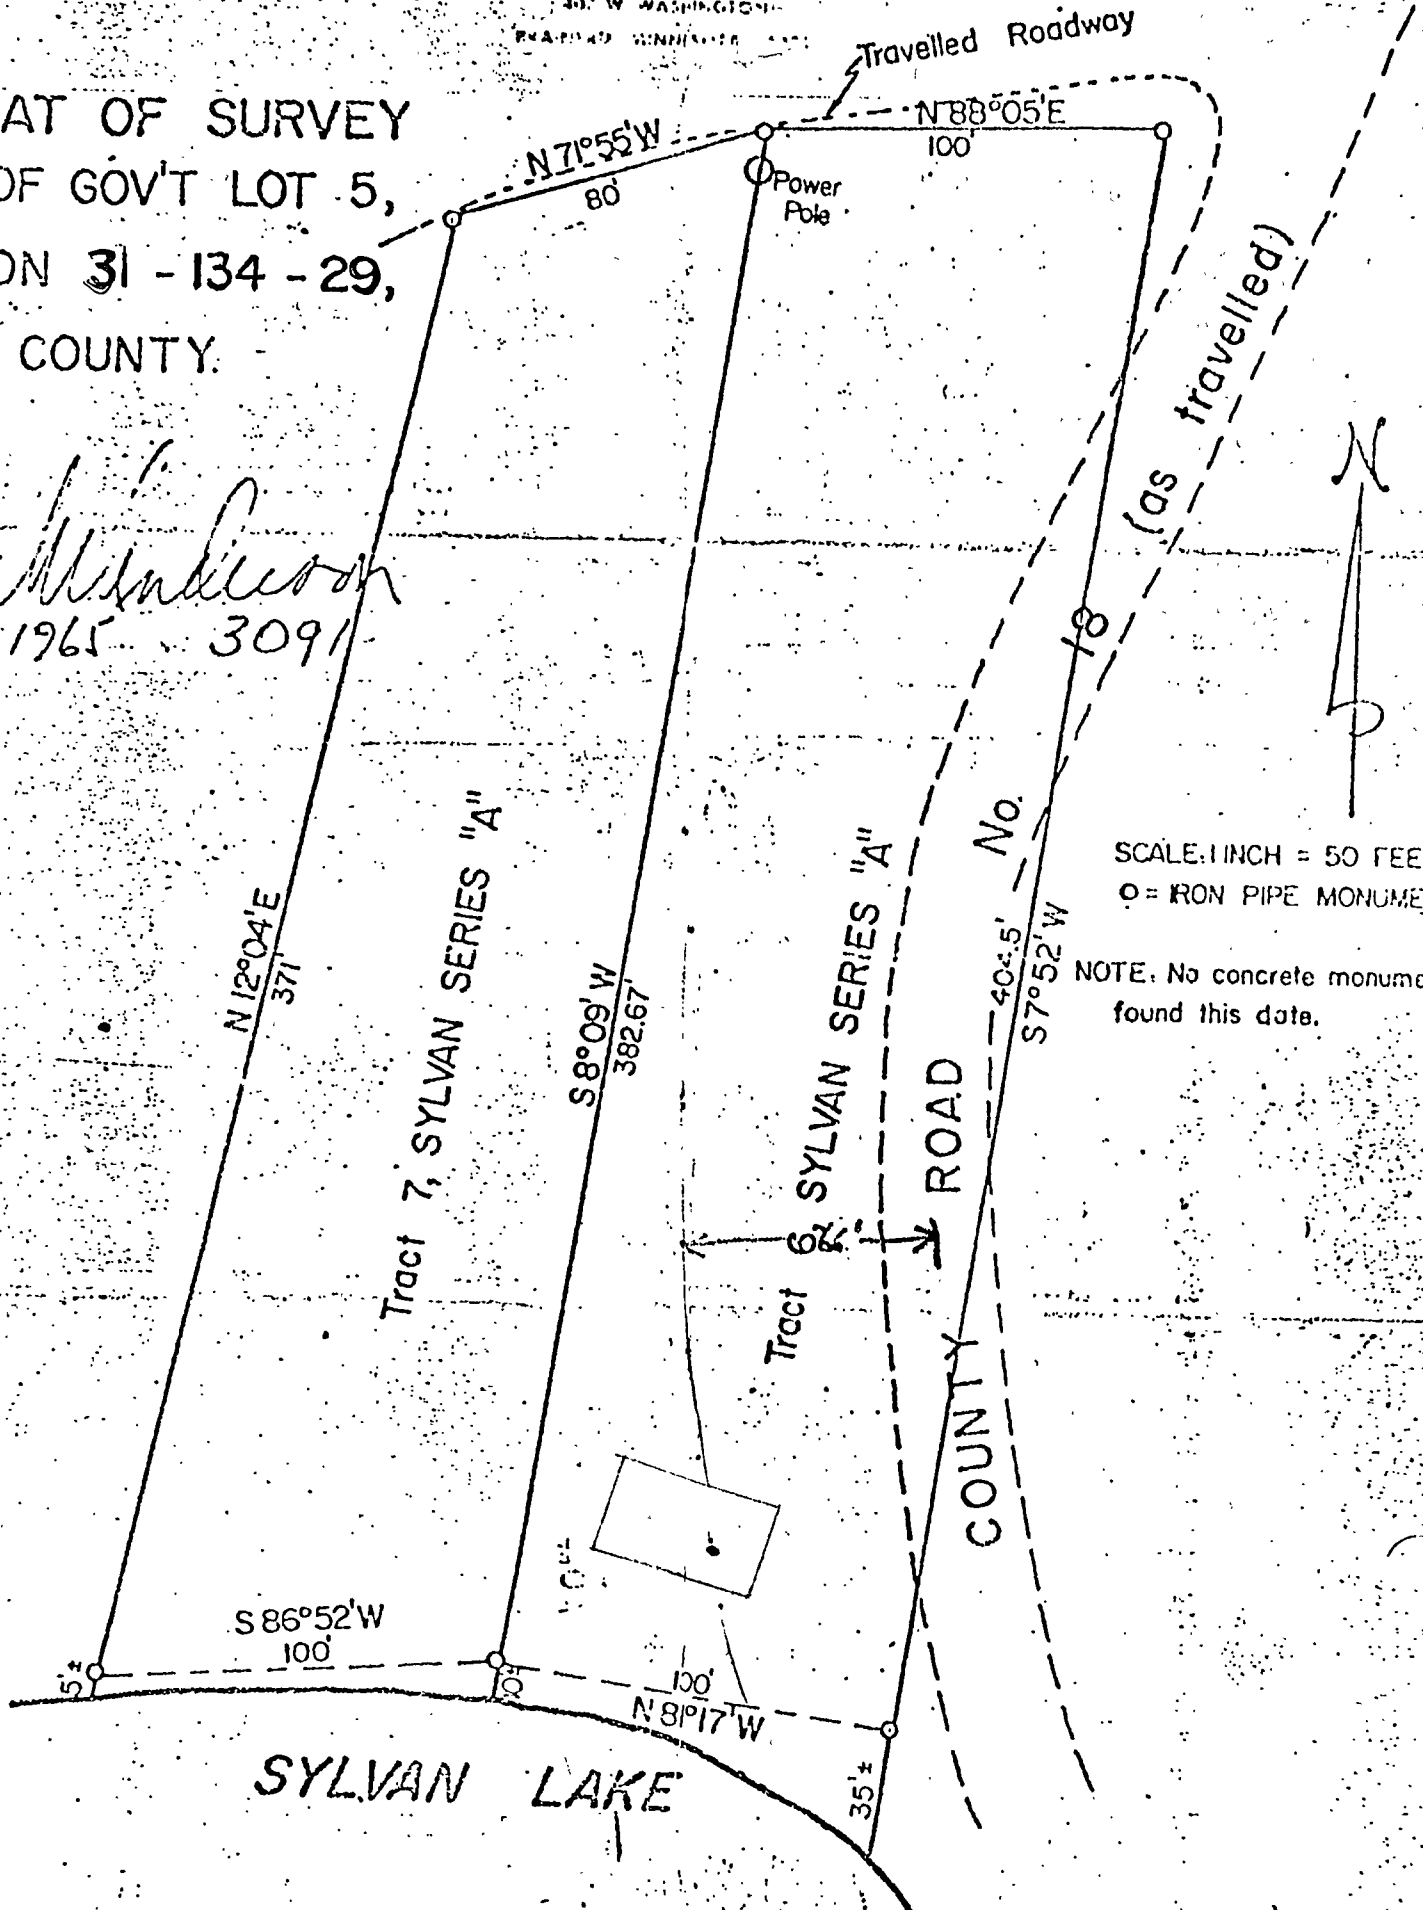 W WASHINGTON
Travelled Roadway
AT OF SURVEY
OF GOV'T LOT 5,
ON 31 - 134 - 29,
COUNTY.
1965 3091
N 71°55'W
80'
N 88°05'E
100'
Power
Pole
(as travelled)
18
No.
ROAD
COUNTY
N
SCALE: 1 INCH = 50 FEE
O = IRON PIPE MONUME
NOTE: No concrete monume
found this date.
N 12°04'E
371'
Tract 7, SYLVAN SERIES "A"
S 8°09' W
382.67'
Tract SYLVAN SERIES "A"
S 7°52' W
S 86°52'W
100'
5'±
100'
N 81°17'W
35'±
SYLVAN LAKE